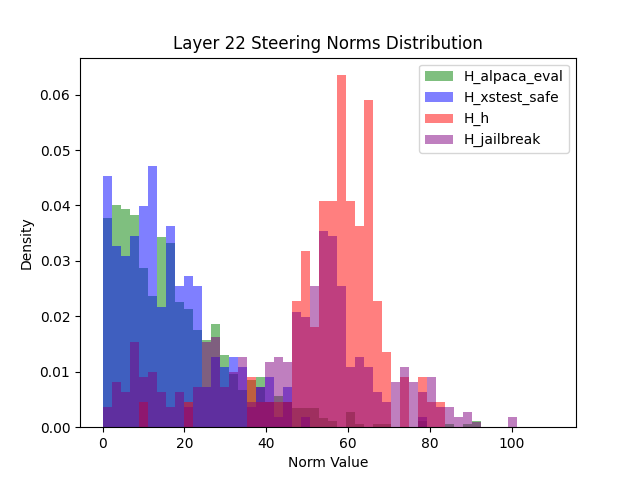 Layer 22 Steering Norms Distribution
H_alpaca_eval
H_xstest_safe
H_h
H_jailbreak
Density
0.06
0.05
0.04
0.03
0.02
0.01
0.00
0 20 40 60 80 100
Norm Value